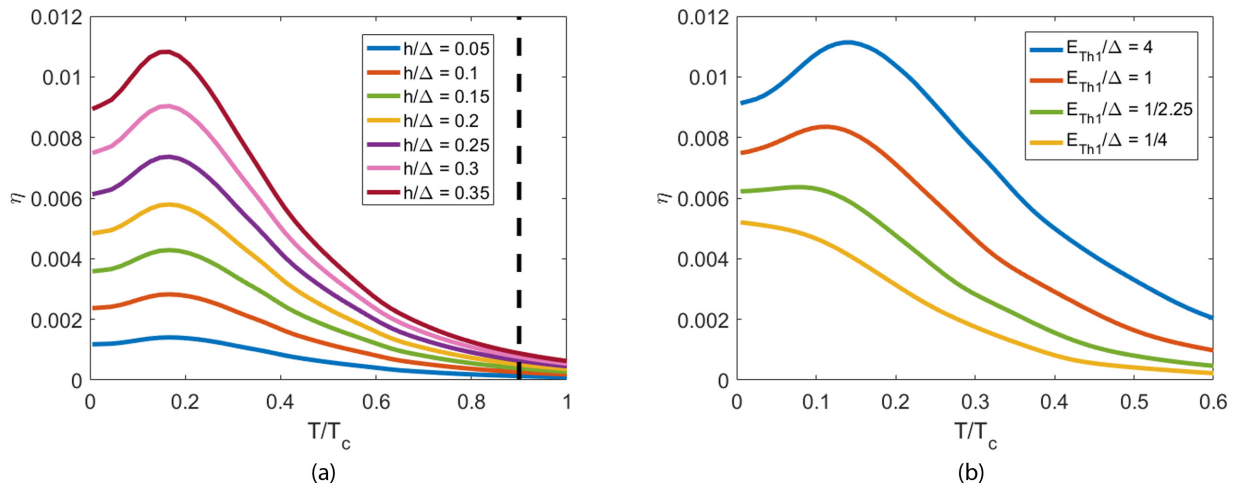 0.012
0.01
0.008
0.006
0.004
0.002
0
η
h/Δ = 0.05
h/Δ = 0.1
h/Δ = 0.15
h/Δ = 0.2
h/Δ = 0.25
h/Δ = 0.3
h/Δ = 0.35
0 0.2 0.4 0.6 0.8 1
T/Tc
(a)
0.012
0.01
0.008
0.006
0.004
0.002
0
η
ETh1/Δ = 4
ETh1/Δ = 1
ETh1/Δ = 1/2.25
ETh1/Δ = 1/4
0 0.1 0.2 0.3 0.4 0.5 0.6
T/Tc
(b)